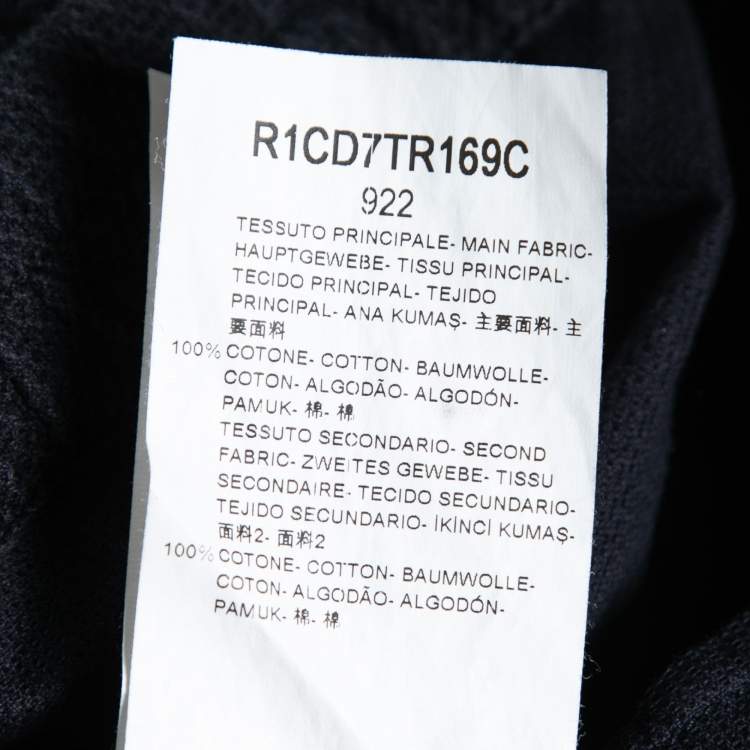 R1CD7TR169C
922
TESSUTO PRINCIPALE- MAIN FABRIC-
HAUPTGEWEBE- TISSU PRINCIPAL-
TECIDO PRINCIPAL- TEJIDO
PRINCIPAL- ANA KUMAŞ- 主要面料- 主
要面料
100% COTONE- COTTON- BAUMWOLLE-
COTON- ALGODÃO- ALGODÓN-
PAMUK- 棉- 棉
TESSUTO SECONDARIO- SECOND
FABRIC- ZWEITES GEWEBE- TISSU
SECONDAIRE- TECIDO SECUNDARIO-
TEJIDO SECUNDARIO- İKİNCİ KUMAŞ-
面料2- 面料2
100% COTONE- COTTON- BAUMWOLLE-
COTON- ALGODÃO- ALGODÓN-
PAMUK- 棉- 棉